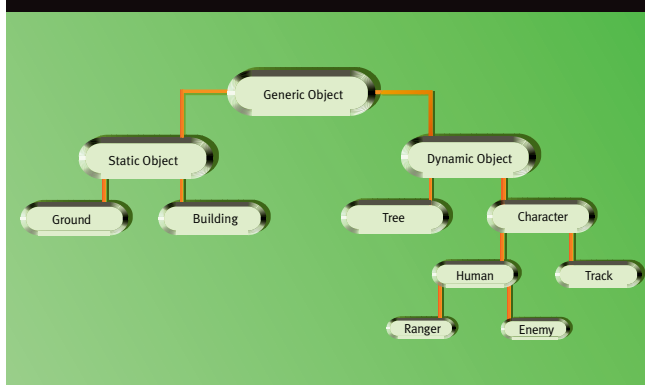 Generic Object
Static Object
Dynamic Object
Ground
Building
Tree
Character
Human
Track
Ranger
Enemy